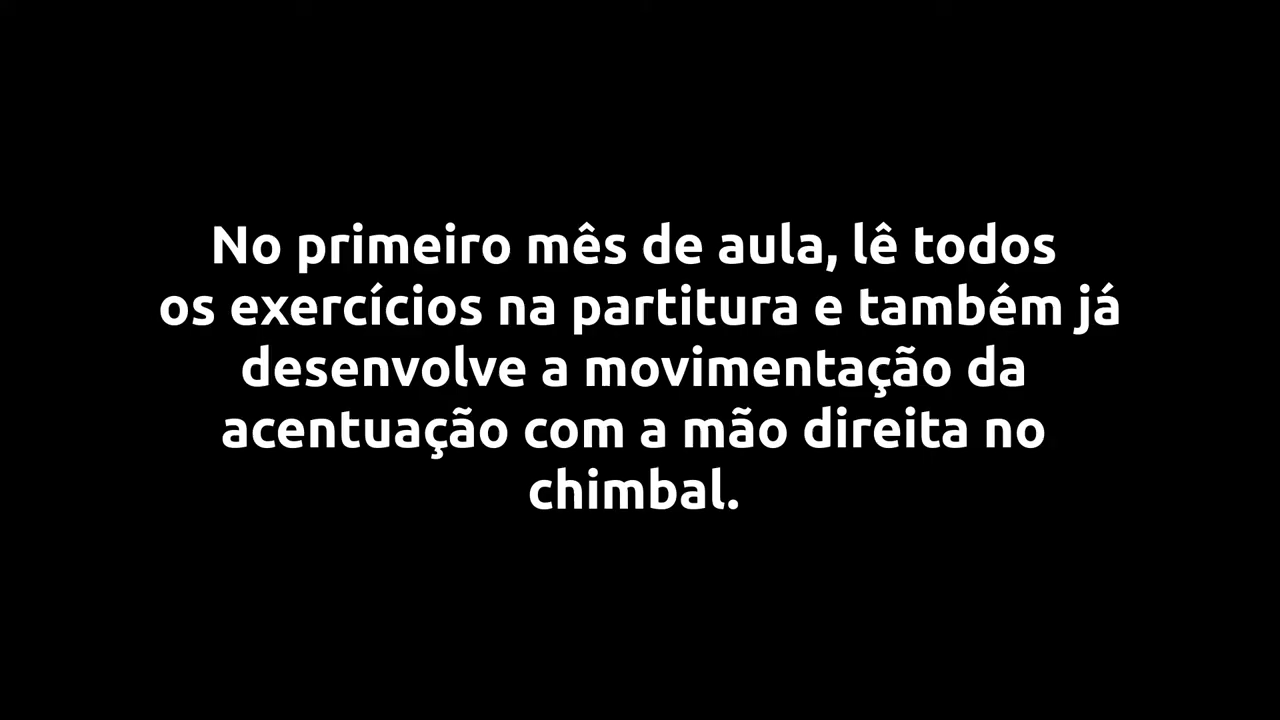 No primeiro mês de aula, lê todos
os exercícios na partitura e também já
desenvolve a movimentação da
acentuação com a mão direita no
chimbal.